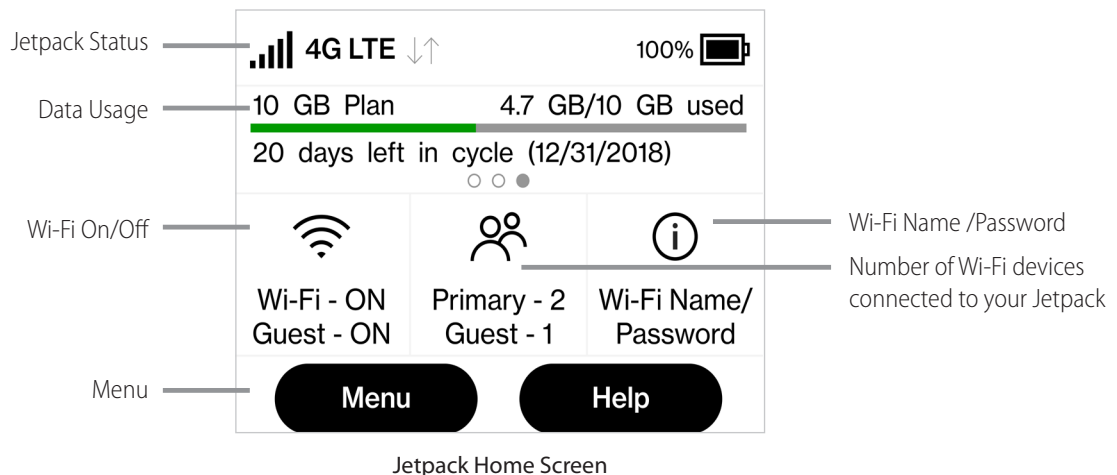 Jetpack Status
4G LTE
100%
Data Usage
10 GB Plan
4.7 GB/10 GB used
20 days left in cycle (12/31/2018)
Wi-Fi On/Off
Wi-Fi Name /Password
Number of Wi-Fi devices
connected to your Jetpack
Wi-Fi - ON
Guest - ON
Primary - 2
Guest - 1
Wi-Fi Name/
Password
Menu
Menu
Help
Jetpack Home Screen